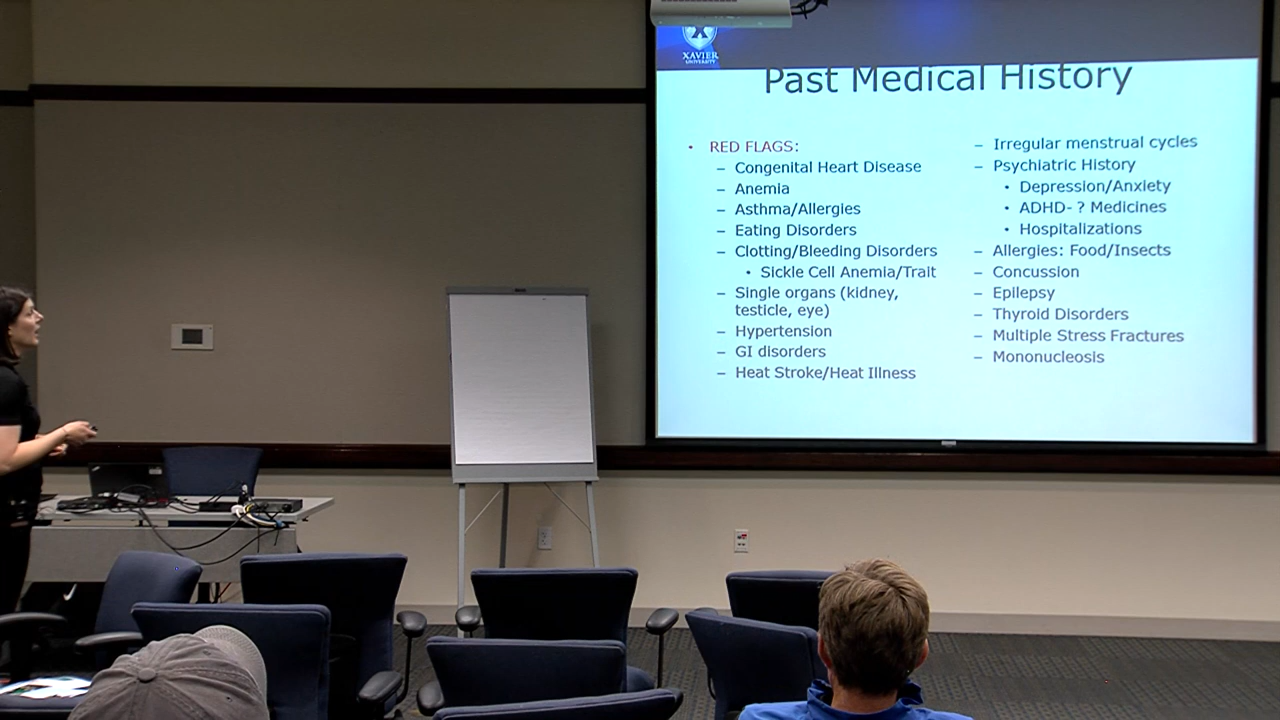 X
XAVIER
UNIVERSITY
Past Medical History
• RED FLAGS:
– Congenital Heart Disease
– Anemia
– Asthma/Allergies
– Eating Disorders
– Clotting/Bleeding Disorders
• Sickle Cell Anemia/Trait
– Single organs (kidney,
testicle, eye)
– Hypertension
– GI disorders
– Heat Stroke/Heat Illness
– Irregular menstrual cycles
– Psychiatric History
• Depression/Anxiety
• ADHD- ? Medicines
• Hospitalizations
– Allergies: Food/Insects
– Concussion
– Epilepsy
– Thyroid Disorders
– Multiple Stress Fractures
– Mononucleosis